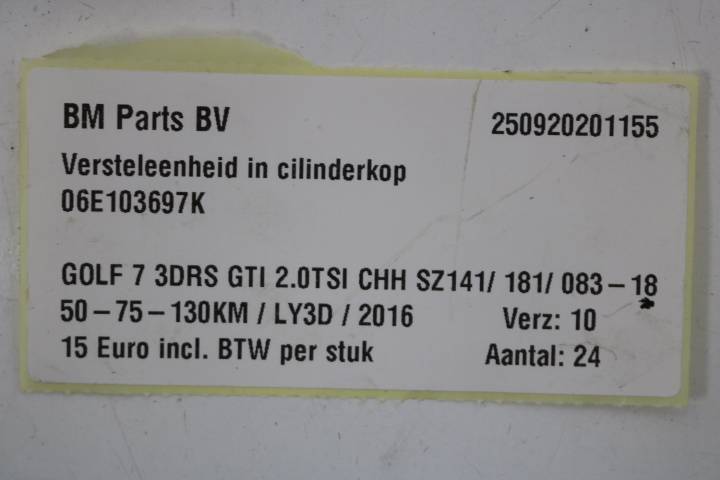 BM Parts BV 250920201155
Versteleenheid in cilinderkop
06E103697K
GOLF 7 3DRS GTI 2.0TSI CHH SZ141/ 181/ 083-18
50-75-130KM / LY3D / 2016 Verz: 10
15 Euro incl. BTW per stuk Aantal: 24